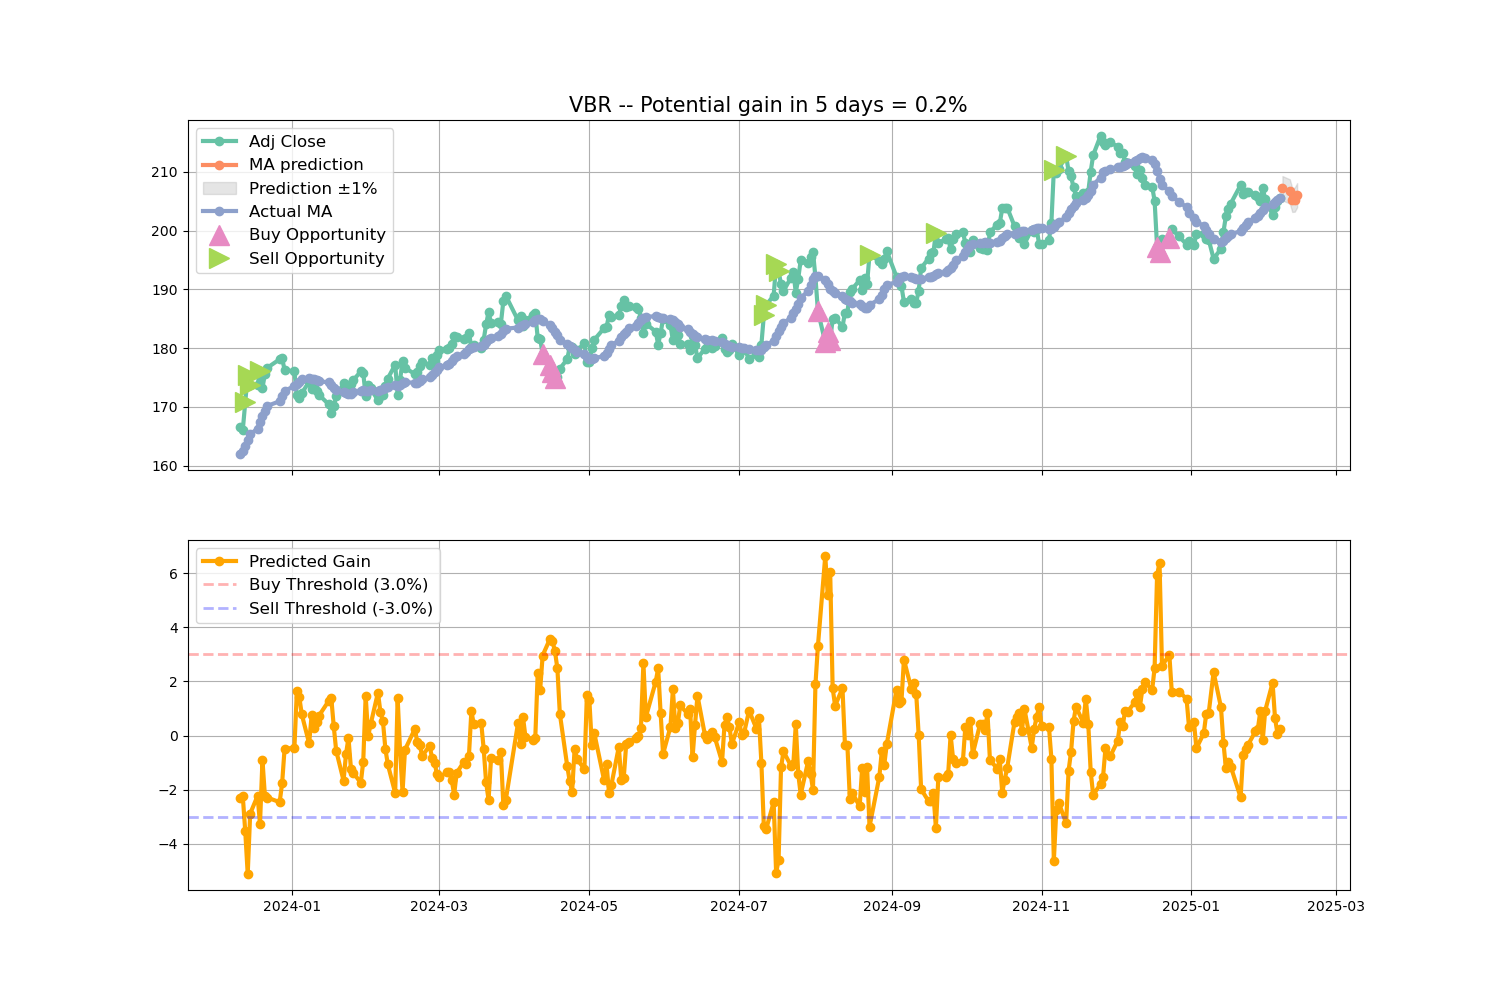 VBR -- Potential gain in 5 days = 0.2%
Adj Close
MA prediction
Prediction ±1%
Actual MA
Buy Opportunity
Sell Opportunity
210
200
190
180
170
160
Predicted Gain
Buy Threshold (3.0%)
Sell Threshold (-3.0%)
6
4
2
0
−2
−4
2024-01 2024-03 2024-05 2024-07 2024-09 2024-11 2025-01 2025-03